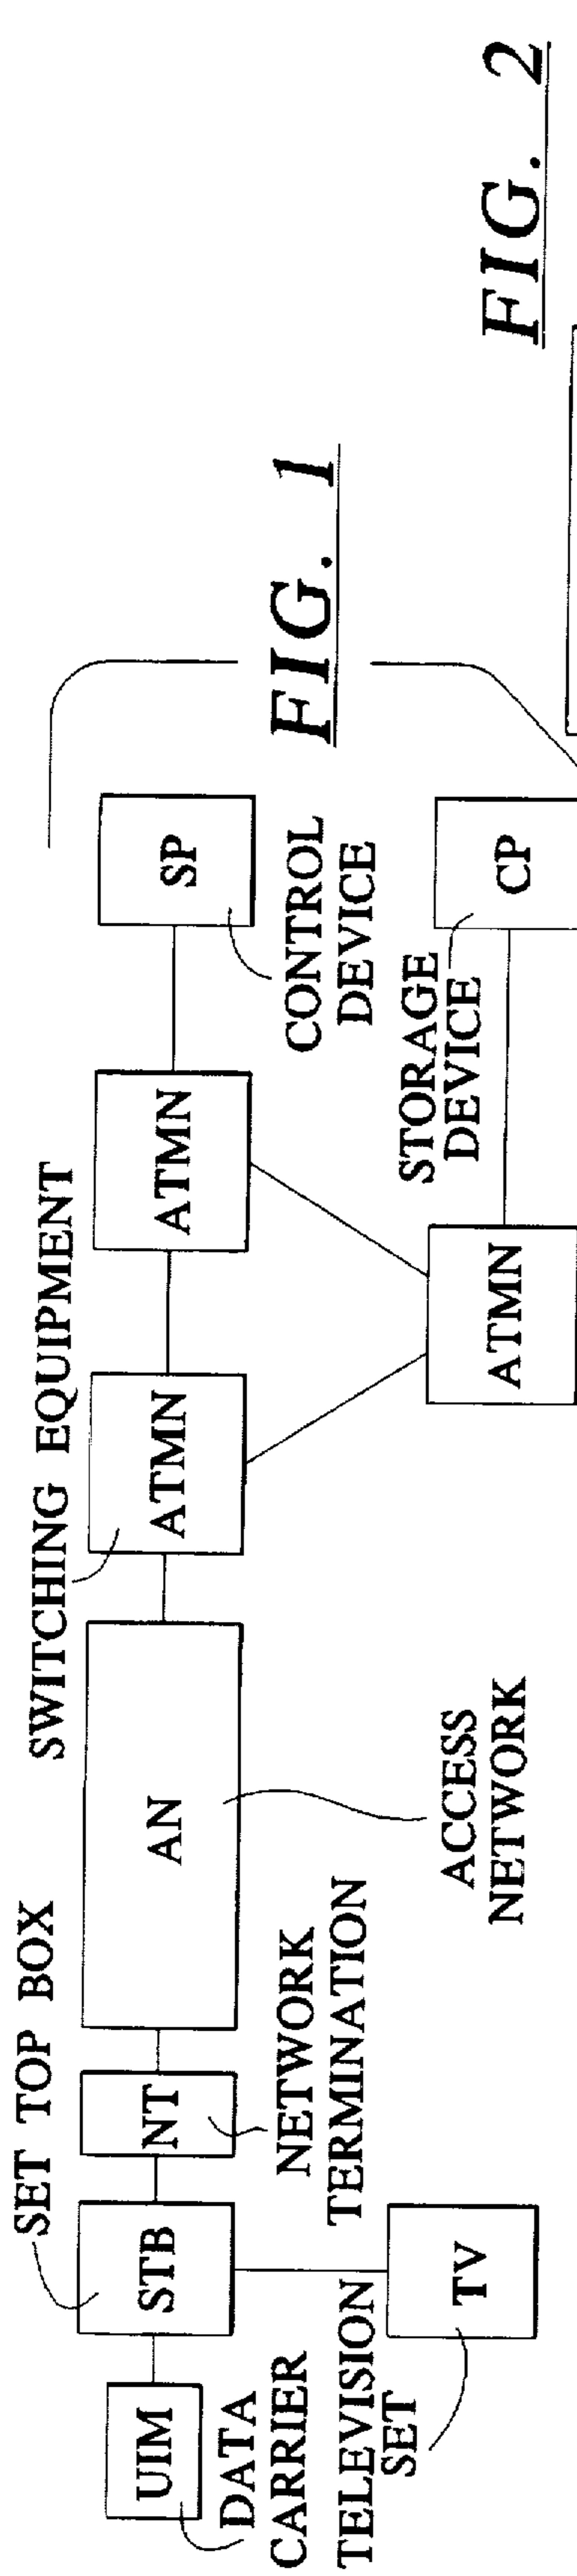 SET TOP BOX
SWITCHING EQUIPMENT
UIM
STB
NT
AN
ATMN
ATMN
SP
DATA
CARRIER
NETWORK
TERMINATION
ACCESS
NETWORK
CONTROL
DEVICE
FIG. 1
TELEVISION
SET
TV
ATMN
STORAGE
DEVICE
CP
FIG. 2